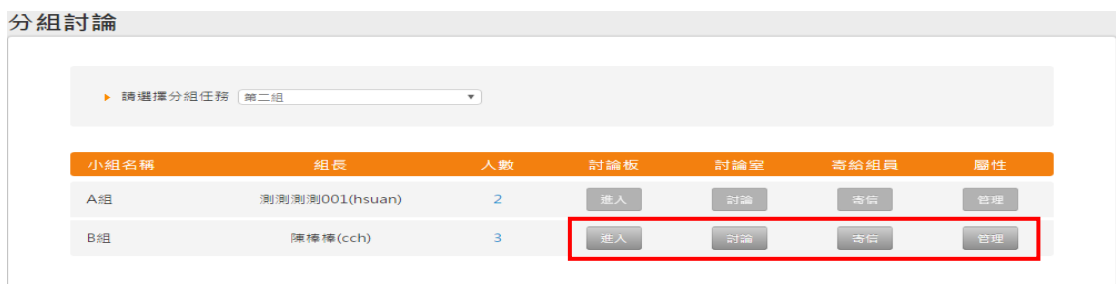 分組討論
請選擇分組任務 第二組
小組名稱 組長 人數 討論板 討論室 寄給組員 屬性
A組 測測測測001(hsuan) 2 進入 討論 寄信 管理
B組 陳棒棒(cch) 3 進入 討論 寄信 管理